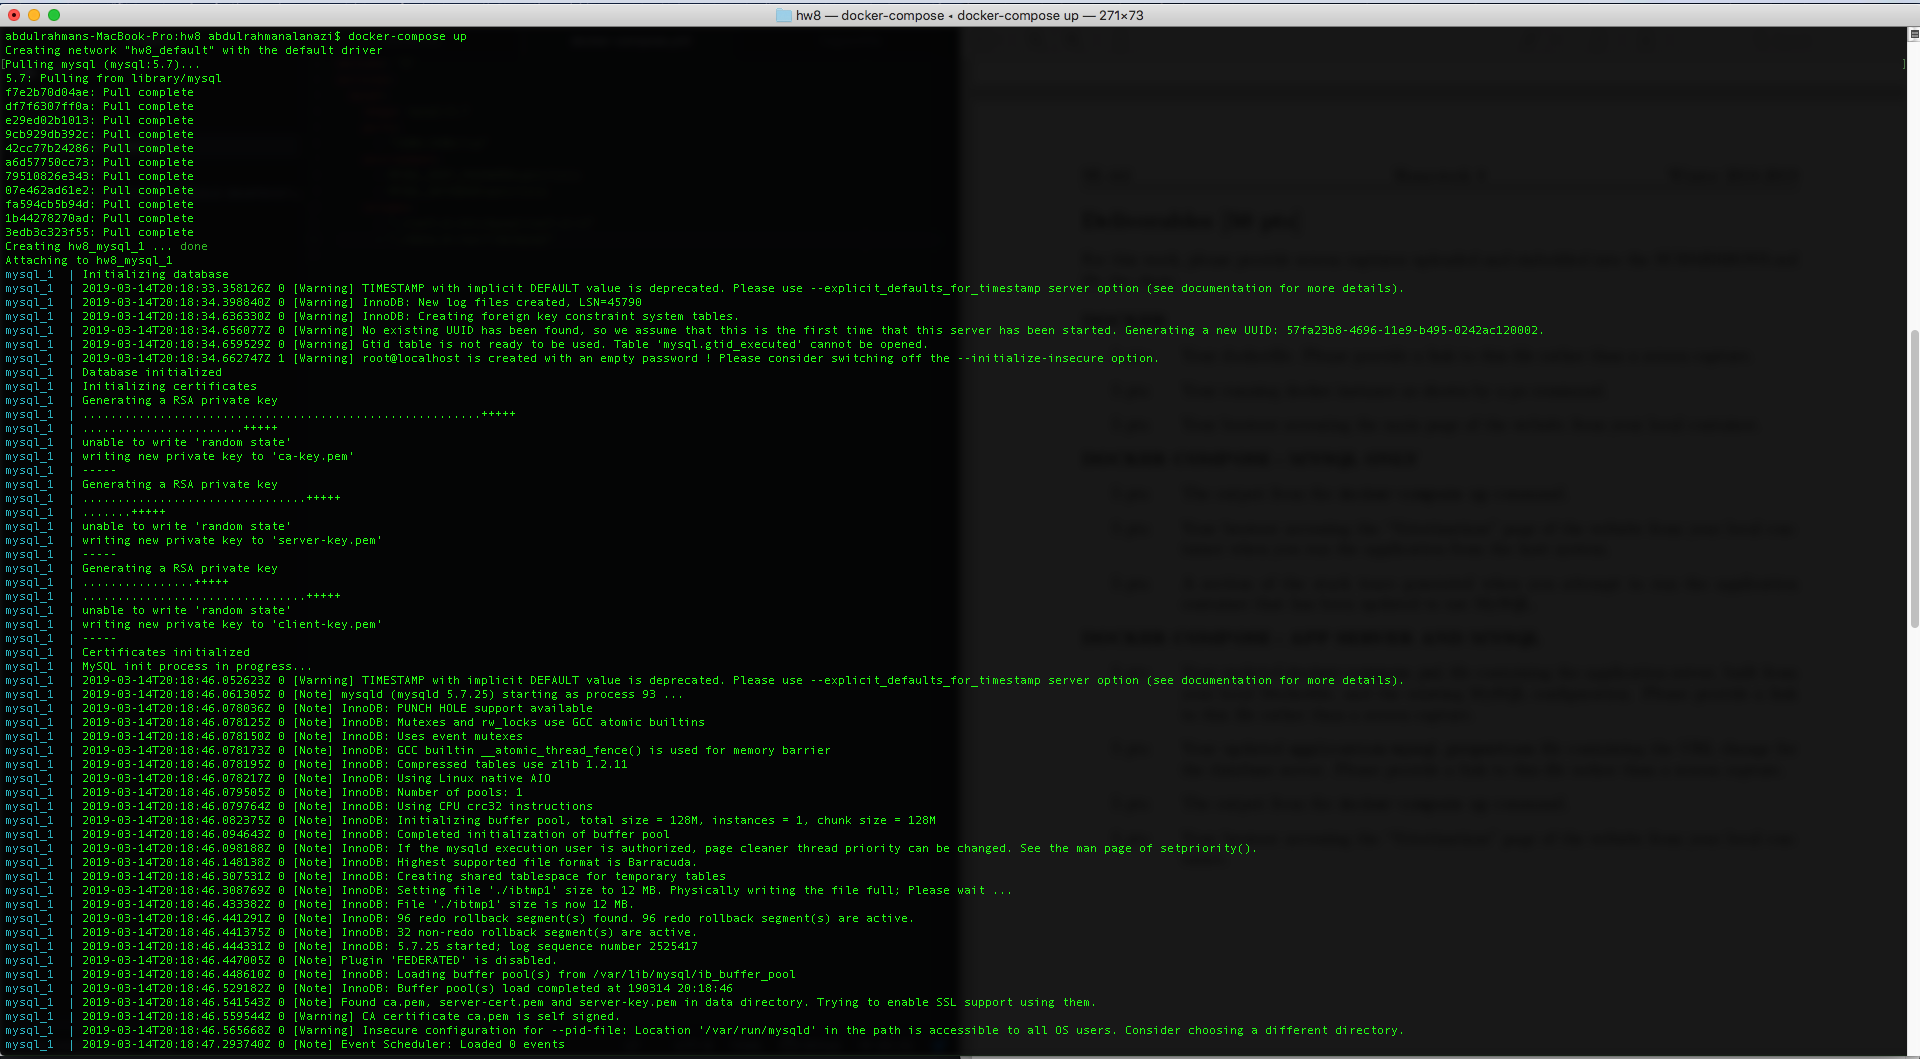 hw8 — docker-compose • docker-compose up — 271×73
abdulrahmans-MacBook-Pro:hw8 abdulrahmanalanazi$ docker-compose up
Creating network "hw8_default" with the default driver
[Pulling mysql (mysql:5.7)... ]
5.7: Pulling from library/mysql
f7e2b70d04ae: Pull complete
df7f6307ff0a: Pull complete
e29ed02b1013: Pull complete
9cb929db392c: Pull complete
42cc77b24286: Pull complete
a6d57750cc73: Pull complete
79510826e343: Pull complete
07e462ad61e2: Pull complete
fa594cb5b94d: Pull complete
1b44278270ad: Pull complete
3edb3c323f55: Pull complete
Creating hw8_mysql_1 ... done
Attaching to hw8_mysql_1
mysql_1  | Initializing database
mysql_1  | 2019-03-14T20:18:33.358126Z 0 [Warning] TIMESTAMP with implicit DEFAULT value is deprecated. Please use --explicit_defaults_for_timestamp server option (see documentation for more details).
mysql_1  | 2019-03-14T20:18:34.398840Z 0 [Warning] InnoDB: New log files created, LSN=45790
mysql_1  | 2019-03-14T20:18:34.636330Z 0 [Warning] InnoDB: Creating foreign key constraint system tables.
mysql_1  | 2019-03-14T20:18:34.656077Z 0 [Warning] No existing UUID has been found, so we assume that this is the first time that this server has been started. Generating a new UUID: 57fa23b8-4696-11e9-b495-0242ac120002.
mysql_1  | 2019-03-14T20:18:34.659529Z 0 [Warning] Gtid table is not ready to be used. Table 'mysql.gtid_executed' cannot be opened.
mysql_1  | 2019-03-14T20:18:34.662747Z 1 [Warning] root@localhost is created with an empty password ! Please consider switching off the --initialize-insecure option.
mysql_1  | Database initialized
mysql_1  | Initializing certificates
mysql_1  | Generating a RSA private key
mysql_1  | ..........................................................+++++
mysql_1  | .......................+++++
mysql_1  | unable to write 'random state'
mysql_1  | writing new private key to 'ca-key.pem'
mysql_1  | -----
mysql_1  | Generating a RSA private key
mysql_1  | ................................+++++
mysql_1  | .......+++++
mysql_1  | unable to write 'random state'
mysql_1  | writing new private key to 'server-key.pem'
mysql_1  | -----
mysql_1  | Generating a RSA private key
mysql_1  | ................+++++
mysql_1  | ................................+++++
mysql_1  | unable to write 'random state'
mysql_1  | writing new private key to 'client-key.pem'
mysql_1  | -----
mysql_1  | Certificates initialized
mysql_1  | MySQL init process in progress...
mysql_1  | 2019-03-14T20:18:46.052623Z 0 [Warning] TIMESTAMP with implicit DEFAULT value is deprecated. Please use --explicit_defaults_for_timestamp server option (see documentation for more details).
mysql_1  | 2019-03-14T20:18:46.061305Z 0 [Note] mysqld (mysqld 5.7.25) starting as process 93 ...
mysql_1  | 2019-03-14T20:18:46.078036Z 0 [Note] InnoDB: PUNCH HOLE support available
mysql_1  | 2019-03-14T20:18:46.078125Z 0 [Note] InnoDB: Mutexes and rw_locks use GCC atomic builtins
mysql_1  | 2019-03-14T20:18:46.078150Z 0 [Note] InnoDB: Uses event mutexes
mysql_1  | 2019-03-14T20:18:46.078173Z 0 [Note] InnoDB: GCC builtin __atomic_thread_fence() is used for memory barrier
mysql_1  | 2019-03-14T20:18:46.078195Z 0 [Note] InnoDB: Compressed tables use zlib 1.2.11
mysql_1  | 2019-03-14T20:18:46.078217Z 0 [Note] InnoDB: Using Linux native AIO
mysql_1  | 2019-03-14T20:18:46.079505Z 0 [Note] InnoDB: Number of pools: 1
mysql_1  | 2019-03-14T20:18:46.079764Z 0 [Note] InnoDB: Using CPU crc32 instructions
mysql_1  | 2019-03-14T20:18:46.082375Z 0 [Note] InnoDB: Initializing buffer pool, total size = 128M, instances = 1, chunk size = 128M
mysql_1  | 2019-03-14T20:18:46.094643Z 0 [Note] InnoDB: Completed initialization of buffer pool
mysql_1  | 2019-03-14T20:18:46.098188Z 0 [Note] InnoDB: If the mysqld execution user is authorized, page cleaner thread priority can be changed. See the man page of setpriority().
mysql_1  | 2019-03-14T20:18:46.148138Z 0 [Note] InnoDB: Highest supported file format is Barracuda.
mysql_1  | 2019-03-14T20:18:46.307531Z 0 [Note] InnoDB: Creating shared tablespace for temporary tables
mysql_1  | 2019-03-14T20:18:46.308769Z 0 [Note] InnoDB: Setting file './ibtmp1' size to 12 MB. Physically writing the file full; Please wait ...
mysql_1  | 2019-03-14T20:18:46.433382Z 0 [Note] InnoDB: File './ibtmp1' size is now 12 MB.
mysql_1  | 2019-03-14T20:18:46.441291Z 0 [Note] InnoDB: 96 redo rollback segment(s) found. 96 redo rollback segment(s) are active.
mysql_1  | 2019-03-14T20:18:46.441375Z 0 [Note] InnoDB: 32 non-redo rollback segment(s) are active.
mysql_1  | 2019-03-14T20:18:46.444331Z 0 [Note] InnoDB: 5.7.25 started; log sequence number 2525417
mysql_1  | 2019-03-14T20:18:46.447005Z 0 [Note] Plugin 'FEDERATED' is disabled.
mysql_1  | 2019-03-14T20:18:46.448610Z 0 [Note] InnoDB: Loading buffer pool(s) from /var/lib/mysql/ib_buffer_pool
mysql_1  | 2019-03-14T20:18:46.529182Z 0 [Note] InnoDB: Buffer pool(s) load completed at 190314 20:18:46
mysql_1  | 2019-03-14T20:18:46.541543Z 0 [Note] Found ca.pem, server-cert.pem and server-key.pem in data directory. Trying to enable SSL support using them.
mysql_1  | 2019-03-14T20:18:46.559544Z 0 [Warning] CA certificate ca.pem is self signed.
mysql_1  | 2019-03-14T20:18:46.565668Z 0 [Warning] Insecure configuration for --pid-file: Location '/var/run/mysqld' in the path is accessible to all OS users. Consider choosing a different directory.
mysql_1  | 2019-03-14T20:18:47.293740Z 0 [Note] Event Scheduler: Loaded 0 events